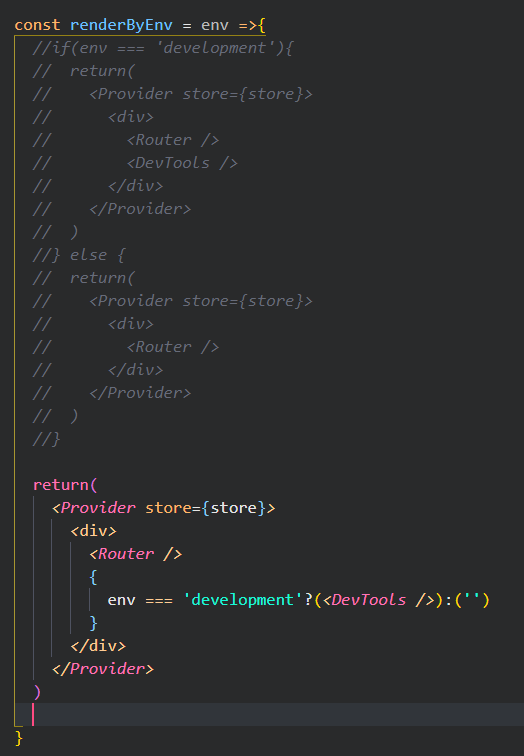 const renderByEnv = env =>{
  //if(env === 'development'){
  //  return(
  //    <Provider store={store}>
  //      <div>
  //        <Router />
  //        <DevTools />
  //      </div>
  //    </Provider>
  //  )
  //} else {
  //  return(
  //    <Provider store={store}>
  //      <div>
  //        <Router />
  //      </div>
  //    </Provider>
  //  )
  //}

  return(
    <Provider store={store}>
      <div>
        <Router />
        {
          env === 'development'?(<DevTools />):('')
        }
      </div>
    </Provider>
  )

}